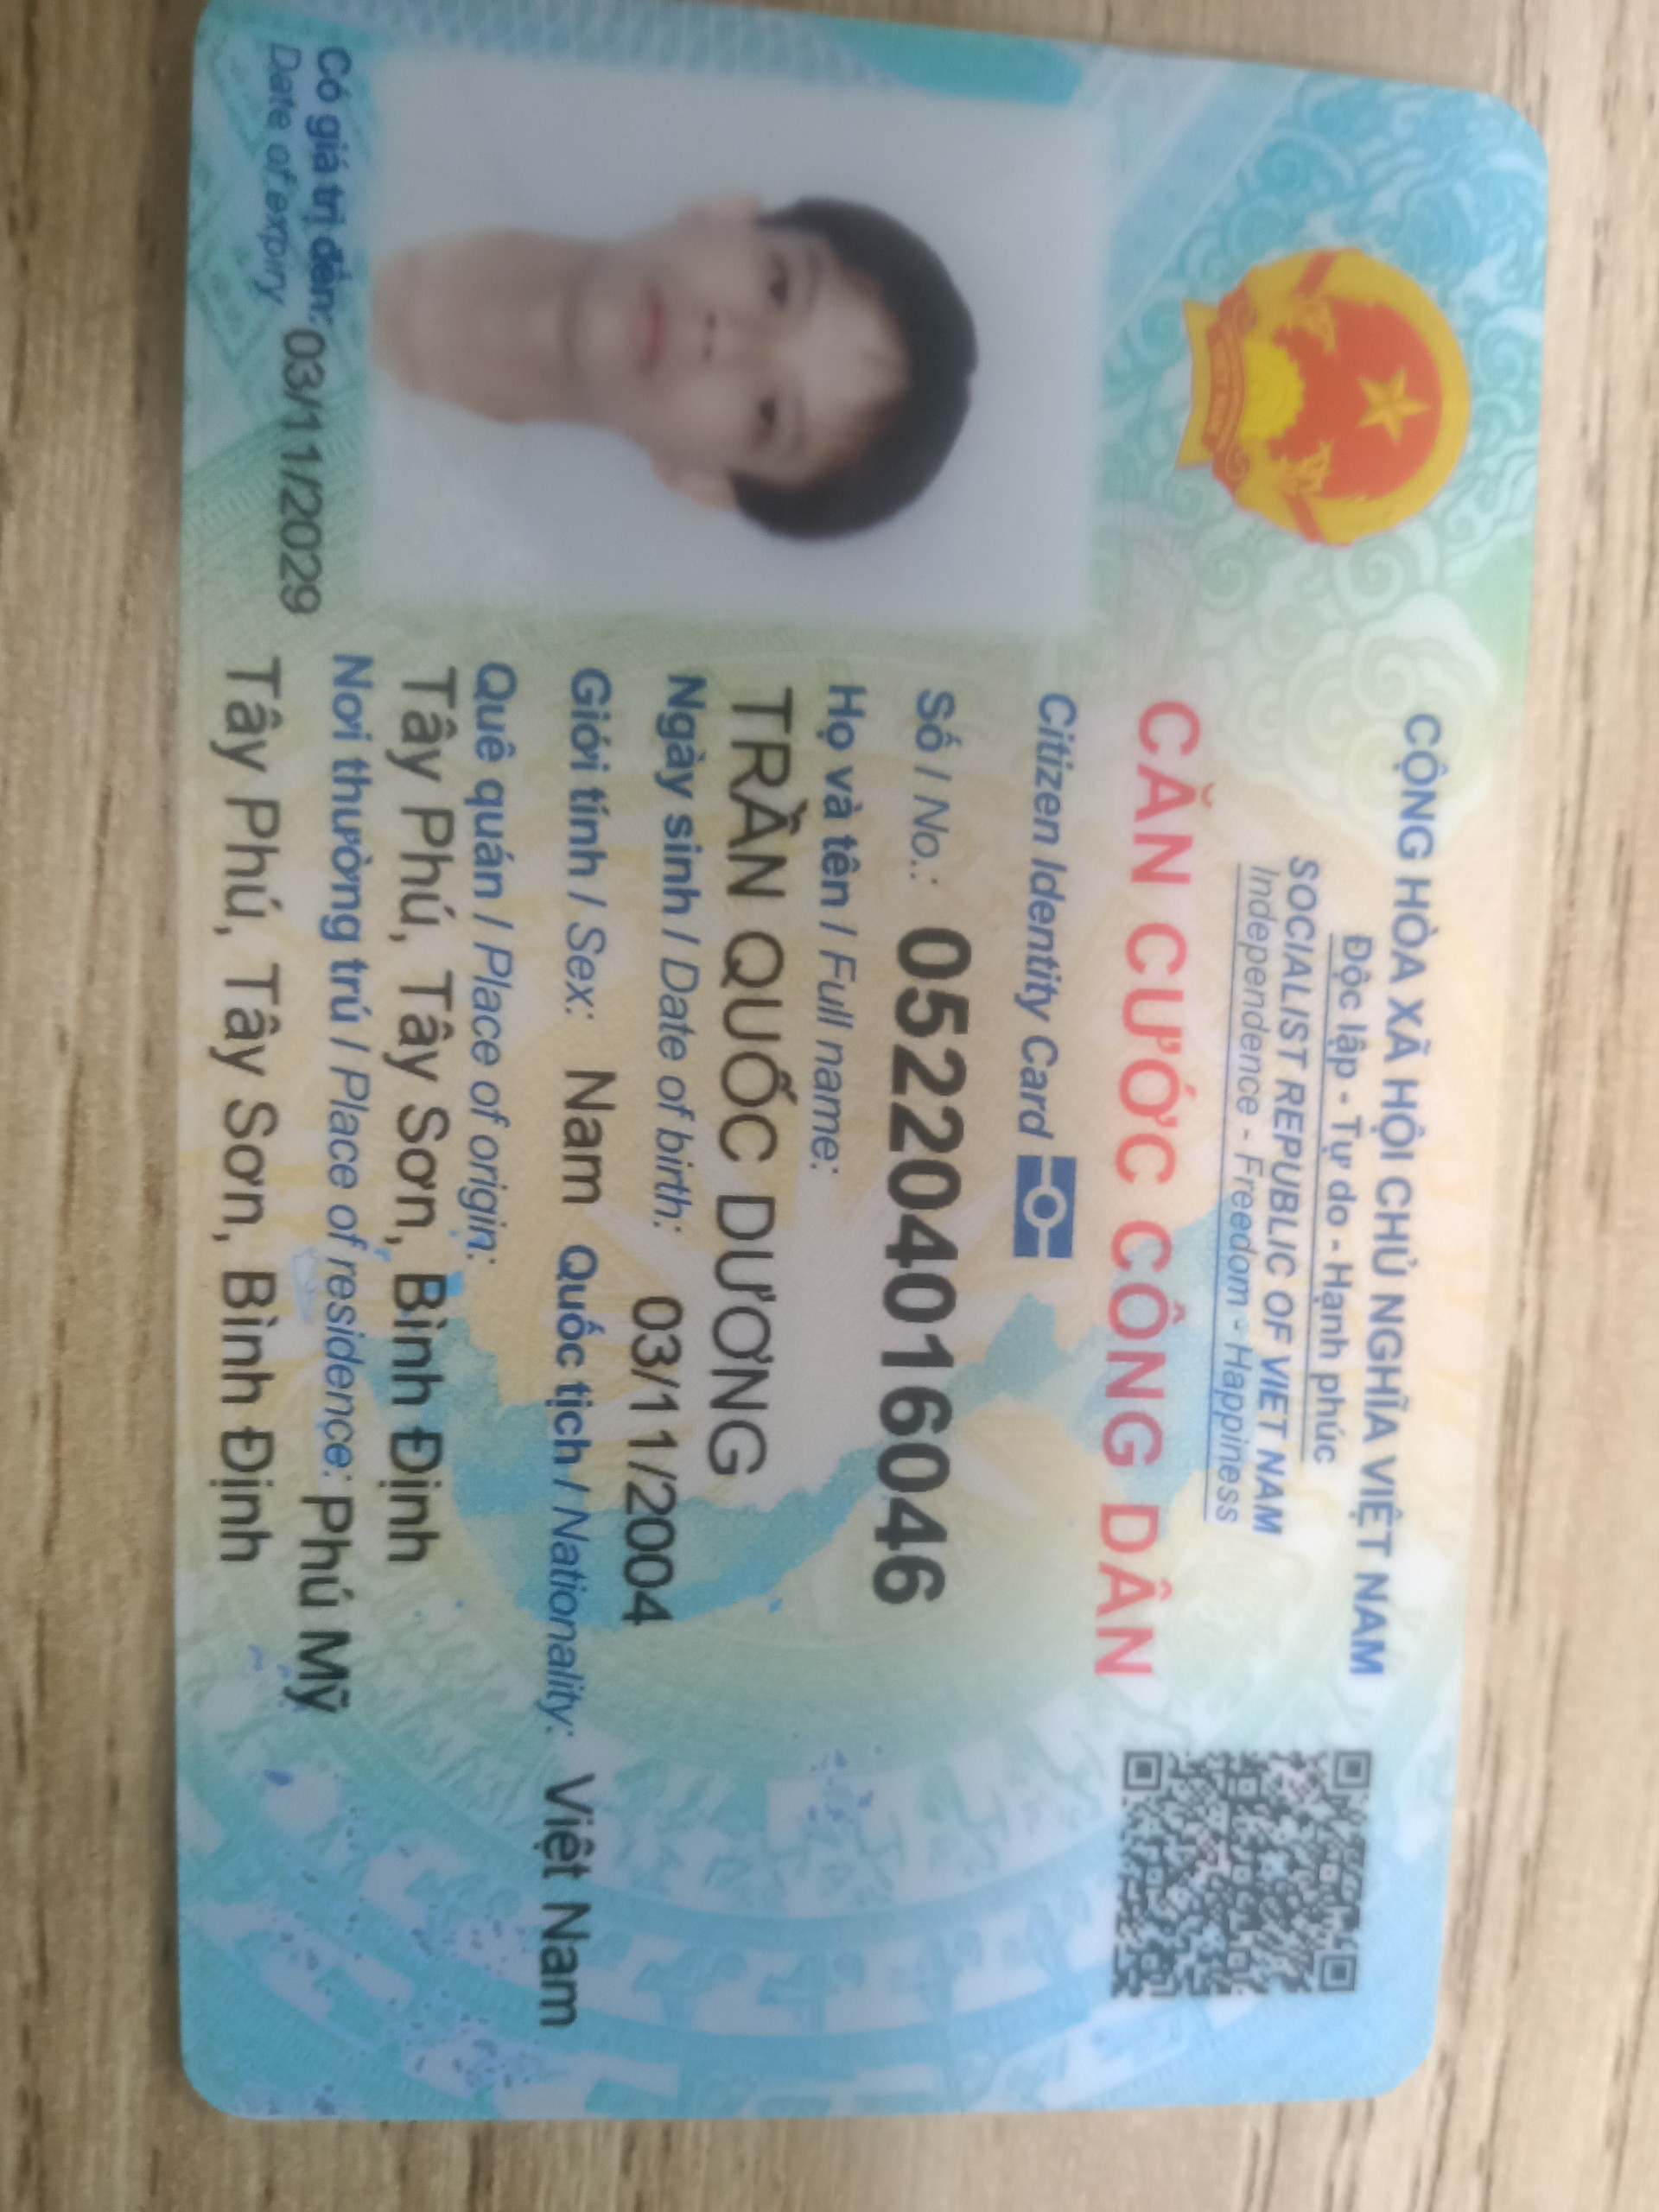 CỘNG HÒA XÃ HỘI CHỦ NGHĨA VIỆT NAM
Độc lập - Tự do - Hạnh phúc
SOCIALIST REPUBLIC OF VIET NAM
Independence - Freedom - Happiness
CĂN CƯỚC CÔNG DÂN
Citizen Identity Card
Số / No.: 052204016046
Họ và tên / Full name:
TRẦN QUỐC DƯƠNG
Ngày sinh / Date of birth: 03/11/2004
Giới tính / Sex: Nam Quốc tịch / Nationality: Việt Nam
Quê quán / Place of origin:
Tây Phú, Tây Sơn, Bình Định
Nơi thường trú / Place of residence: Phú Mỹ
Tây Phú, Tây Sơn, Bình Định
Có giá trị đến: 03/11/2029
Date of expiry